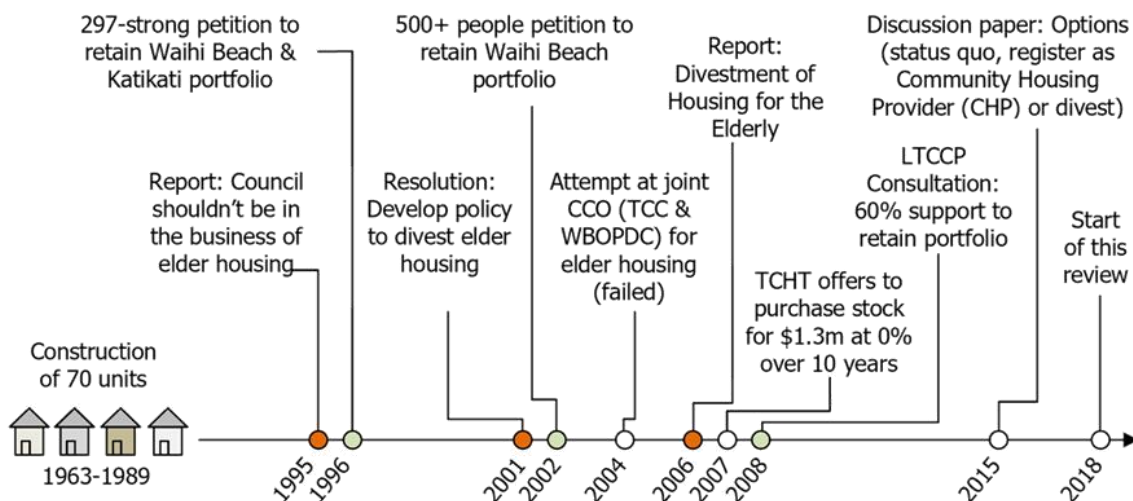 297-strong petition to
retain Waihi Beach &
Katikati portfolio
500+ people petition to
retain Waihi Beach
portfolio
Report:
Divestment of
Housing for the
Elderly
Discussion paper: Options
(status quo, register as
Community Housing
Provider (CHP) or divest)
Report: Council
shouldn't be in
the business of
elder housing
Resolution:
Develop policy
to divest elder
housing
Attempt at joint
CCO (TCC &
WBOPDC) for
elder housing
(failed)
TCHT offers to
purchase stock
for $1.3m at 0%
over 10 years
LTCCP
Consultation:
60% support to
retain portfolio
Start
of this
review
Construction
of 70 units
1963-1989
1995
1996
2001
2002
2004
2006
2007
2008
2015
2018